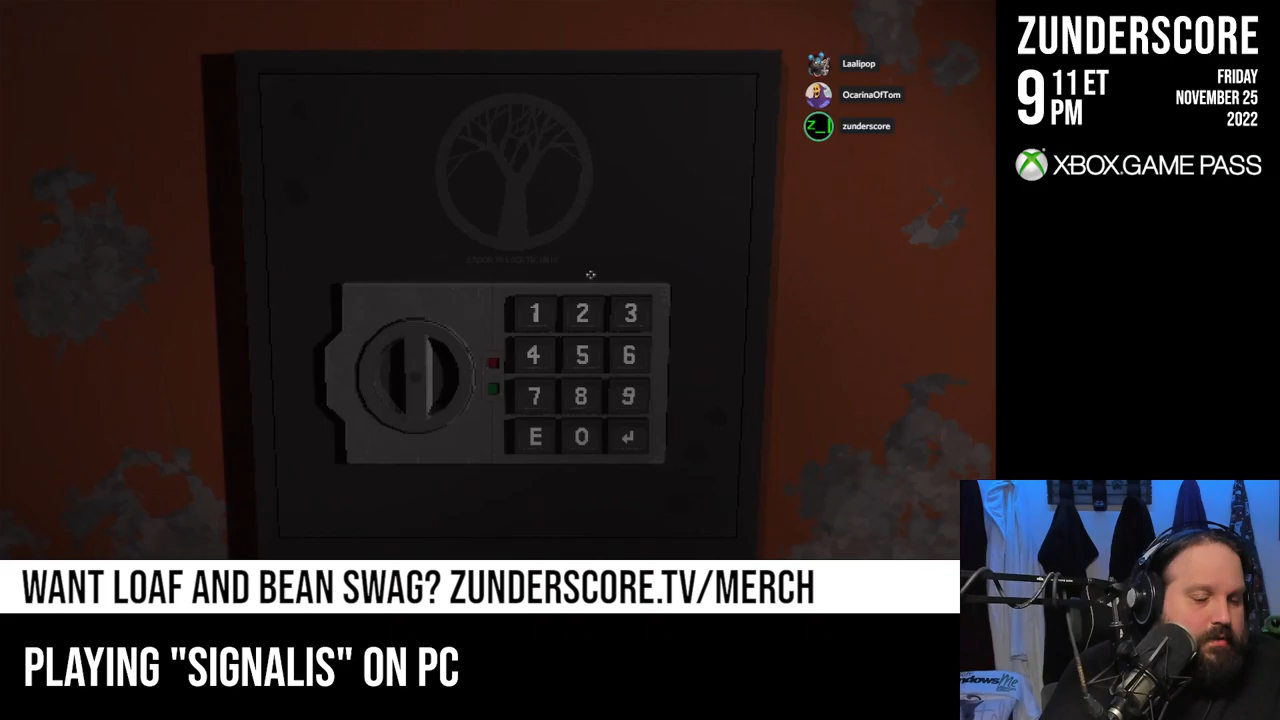 Laalipop
OcarinaOfTom
zunderscore
z_
1 2 3
4 5 6
7 8 9
E 0 ↵
ZUNDERSCORE
9 11 ET
PM
FRIDAY
NOVEMBER 25
2022
XBOX GAME PASS
WANT LOAF AND BEAN SWAG? ZUNDERSCORE.TV/MERCH
PLAYING "SIGNALIS" ON PC